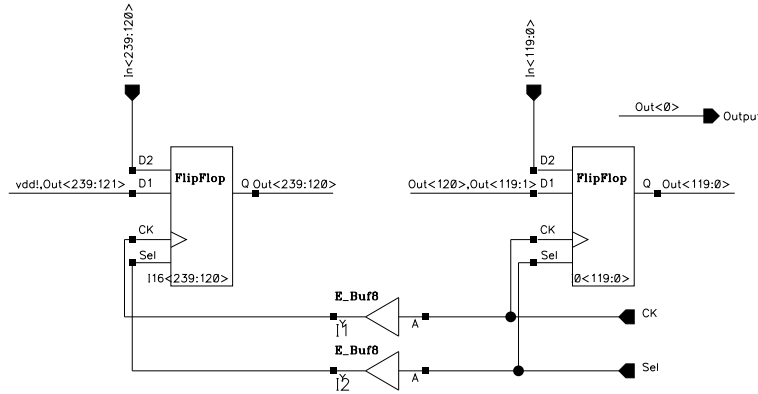 In<239:120>
In<119:0>
Out<0>
Output
D2
FlipFlop
vdd!,Out<239:121>
D1
Q
Out<239:120>
CK
Sel
I16<239:120>
D2
FlipFlop
Out<120>,Out<119:1>
D1
Q
Out<119:0>
CK
Sel
0<119:0>
E_Buf8
Y
I1
A
CK
E_Buf8
Y
I2
A
Sel